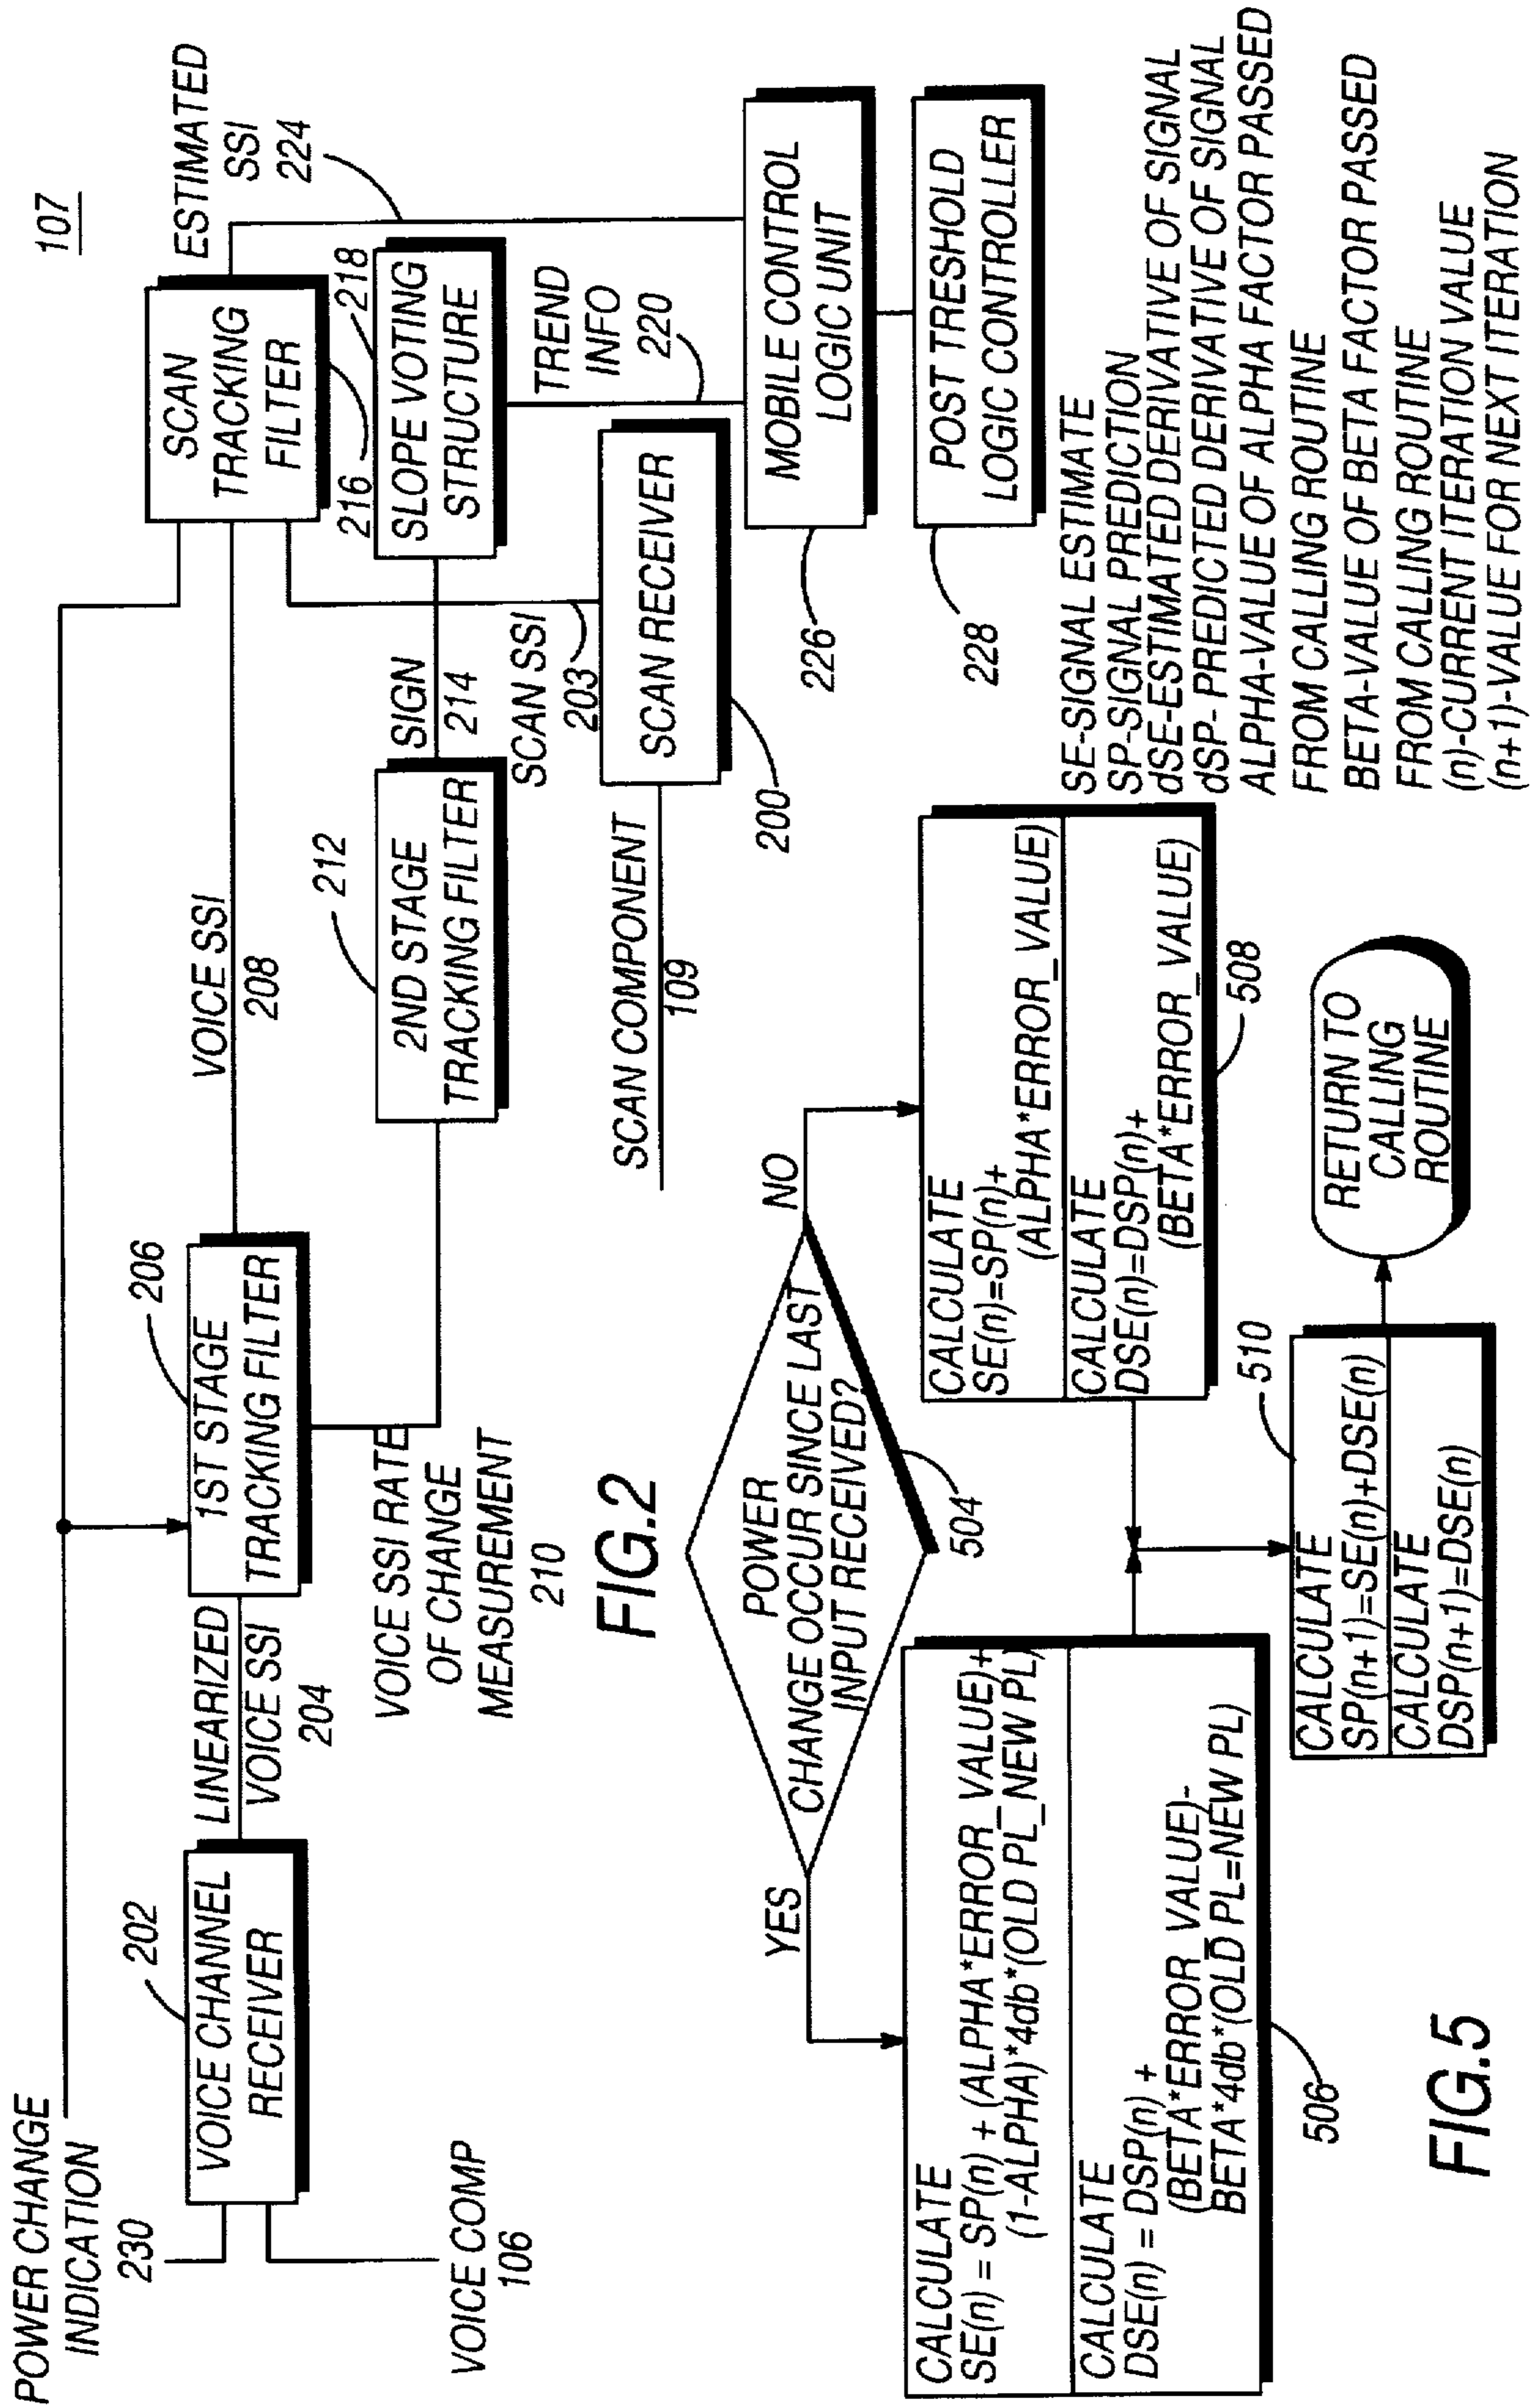 107
POWER CHANGE
INDICATION
230
VOICE COMP
106
202
VOICE CHANNEL
RECEIVER
LINEARIZED
VOICE SSI
204
206
1ST STAGE
TRACKING FILTER
VOICE SSI RATE
OF CHANGE
MEASUREMENT
210
VOICE SSI
208
212
2ND STAGE
TRACKING FILTER
SIGN
214
SCAN
TRACKING
FILTER
216
218
SLOPE VOTING
STRUCTURE
ESTIMATED
SSI
224
TREND
INFO
220
SCAN SSI
203
SCAN COMPONENT
109
SCAN RECEIVER
200
MOBILE CONTROL
LOGIC UNIT
226
POST TRESHOLD
LOGIC CONTROLLER
228
FIG.2
POWER
CHANGE OCCUR SINCE LAST
INPUT RECEIVED?
504
YES
NO
CALCULATE
SE(n) = SP(n) + (ALPHA*ERROR_VALUE)+
(1-ALPHA)*4db*(OLD PL_NEW PL)
CALCULATE
DSE(n) = DSP(n) +
(BETA*ERROR_VALUE)-
BETA*4db*(OLD PL=NEW PL)
506
CALCULATE
SE(n)=SP(n)+
(ALPHA*ERROR_VALUE)
CALCULATE
DSE(n)=DSP(n)+
(BETA*ERROR_VALUE)
508
CALCULATE
SP(n+1)=SE(n)+DSE(n)
CALCULATE
DSP(n+1)=DSE(n)
510
RETURN TO
CALLING
ROUTINE
SE-SIGNAL ESTIMATE
SP-SIGNAL PREDICTION
dSE-ESTIMATED DERIVATIVE OF SIGNAL
dSP- PREDICTED DERIVATIVE OF SIGNAL
ALPHA-VALUE OF ALPHA FACTOR PASSED
FROM CALLING ROUTINE
BETA-VALUE OF BETA FACTOR PASSED
FROM CALLING ROUTINE
(n)-CURRENT ITERATION VALUE
(n+1)-VALUE FOR NEXT ITERATION
FIG.5